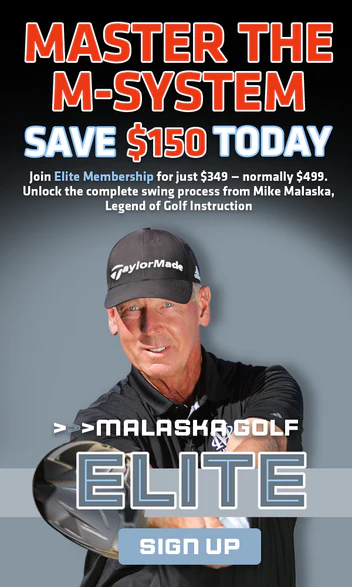 MASTER THE
M-SYSTEM
SAVE $150 TODAY
Join Elite Membership for just $349 – normally $499.
Unlock the complete swing process from Mike Malaska,
Legend of Golf Instruction
TaylorMade
> >>MALASKA GOLF
ELITE
SIGN UP